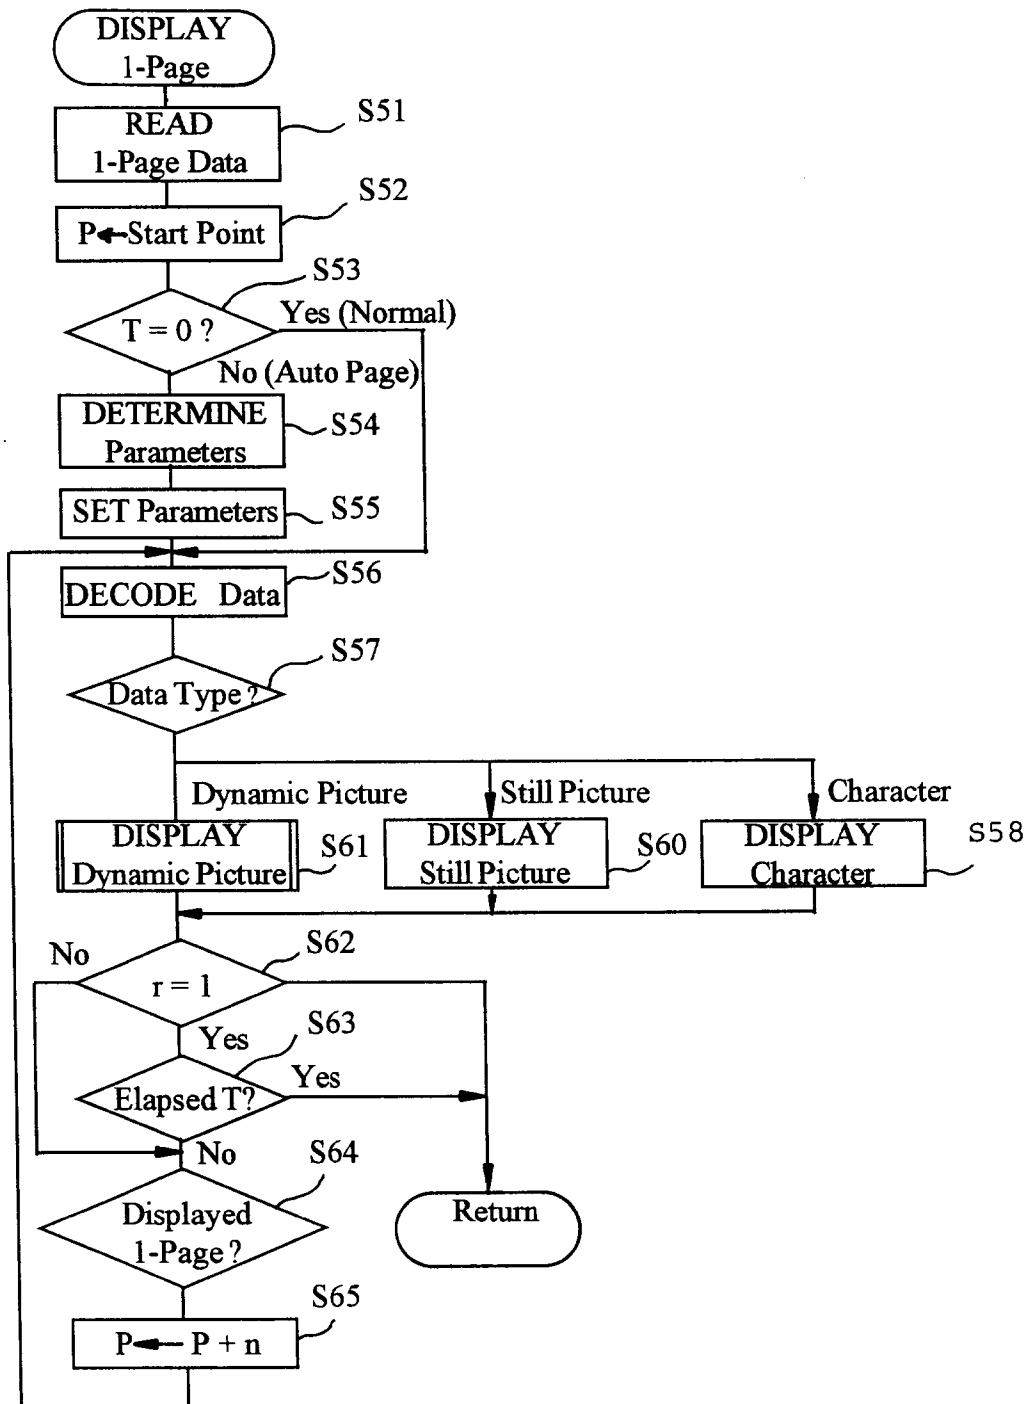 DISPLAY
1-Page
READ
1-Page Data
S51
P←Start Point
S52
T = 0 ?
S53
Yes (Normal)
No (Auto Page)
DETERMINE
Parameters
S54
SET Parameters
S55
DECODE Data
S56
Data Type ?
S57
Dynamic Picture
Still Picture
Character
DISPLAY
Dynamic Picture
S61
DISPLAY
Still Picture
S60
DISPLAY
Character
S58
No
r = 1
S62
Yes
Elapsed T?
S63
Yes
No
Displayed
1-Page ?
S64
Return
P← P + n
S65